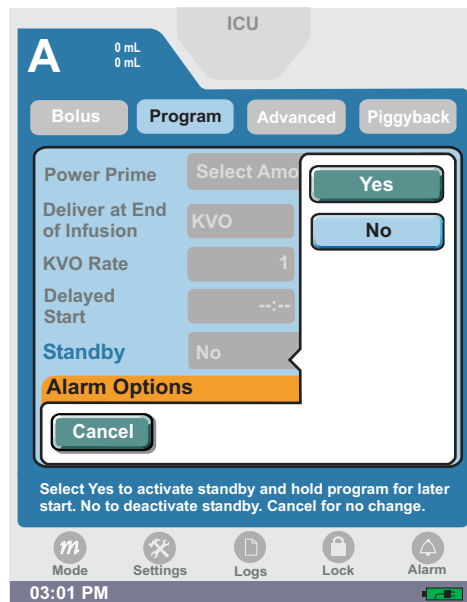 ICU
A
0 mL
0 mL
Bolus
Program
Advanced
Piggyback
Power Prime
Select Amo
Yes
Deliver at End
of Infusion
KVO
No
KVO Rate
1
Delayed
Start
--:--
Standby
No
Alarm Options
Cancel
Select Yes to activate standby and hold program for later
start. No to deactivate standby. Cancel for no change.
m
Mode
Settings
Logs
Lock
Alarm
03:01 PM